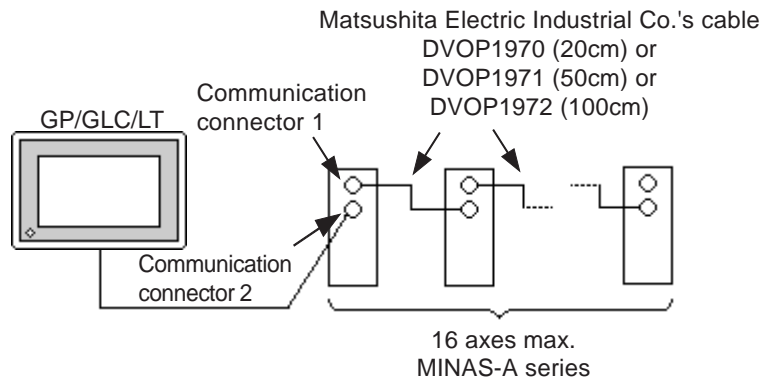 Matsushita Electric Industrial Co.'s cable
DVOP1970 (20cm) or
DVOP1971 (50cm) or
DVOP1972 (100cm)
Communication
connector 1
GP/GLC/LT
Communication
connector 2
16 axes max.
MINAS-A series